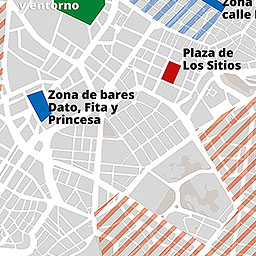 y entorno
Zona
calle
Plaza de
Los Sitios
Zona de bares
Dato, Fita y
Princesa